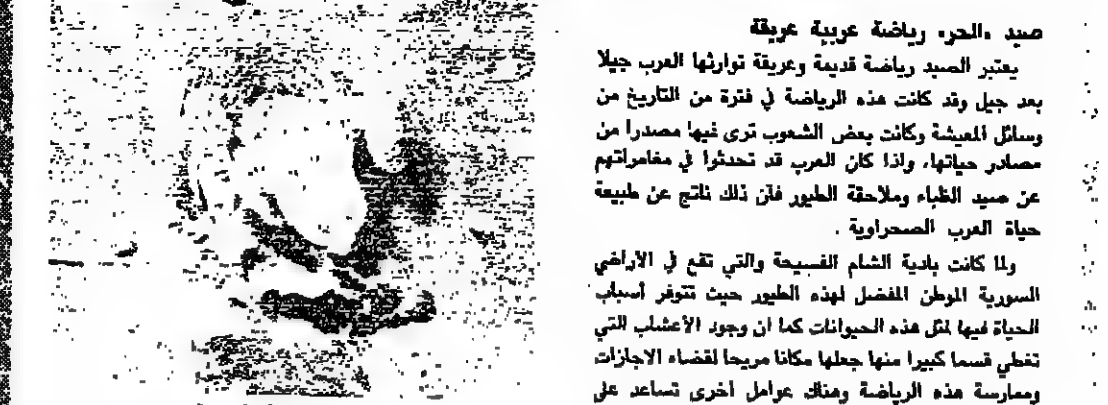 صيد «الحر» رياضة عربية عريقة
يعتبر الصيد رياضة قديمة وعريقة توارثها العرب جيلا
بعد جيل وقد كانت هذه الرياضة في فترة من التاريخ من
وسائل المعيشة وكانت بعض الشعوب ترى فيها مصدرا من
مصادر حياتها، واذا كان العرب قد تحدثوا في مغامراتهم
عن صيد الظباء وملاحقة الطيور فلأن ذلك ناتج عن طبيعة
حياة العرب الصحراوية .
ولما كانت بادية الشام الفسيحة والتي تقع في الأراضي
السورية الموطن المفضل لهذه الطيور حيث تتوفر أسباب
الحياة فيها لمثل هذه الحيوانات كما ان وجود الأعشاب التي
تغطي قسما كبيرا منها جعلها مكانا مريحا لقضاء الاجازات
وممارسة هذه الرياضة وهناك عوامل اخرى تساعد على